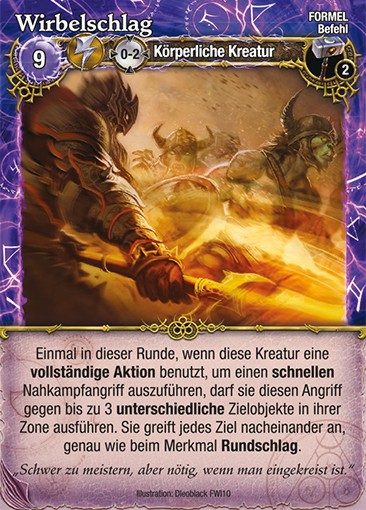 Wirbelschlag
FORMEL
Befehl
9
0-2
Körperliche Kreatur
2
Einmal in dieser Runde, wenn diese Kreatur eine
vollständige Aktion benutzt, um einen schnellen
Nahkampfangriff auszuführen, darf sie diesen Angriff
gegen bis zu 3 unterschiedliche Zielobjekte in ihrer
Zone ausführen. Sie greift jedes Ziel nacheinander an,
genau wie beim Merkmal Rundschlag.
„Schwer zu meistern, aber nötig, wenn man eingekreist ist.“
Illustration: Dleoblack FWI10